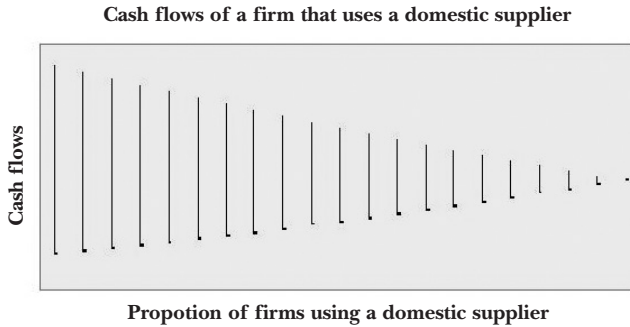 Cash flows of a firm that uses a domestic supplier
Cash flows
Propotion of firms using a domestic supplier